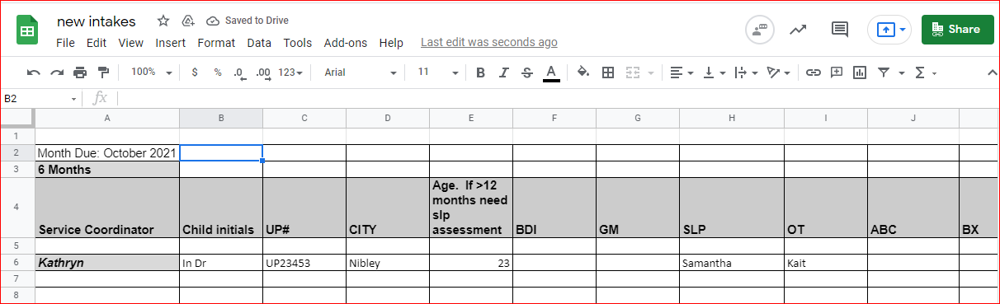 new intakes Saved to Drive
File Edit View Insert Format Data Tools Add-ons Help Last edit was seconds ago
Share
100% $ % .0 .00 123 Arial 11 B I S A
B2 fx
A B C D E F G H I J
1
2 Month Due: October 2021
3 6 Months
4 Service Coordinator Child initials UP# CITY Age. If >12 months need slp assessment BDI GM SLP OT ABC BX
5
6 Kathryn In Dr UP23453 Nibley 23 Samantha Kait
7
8